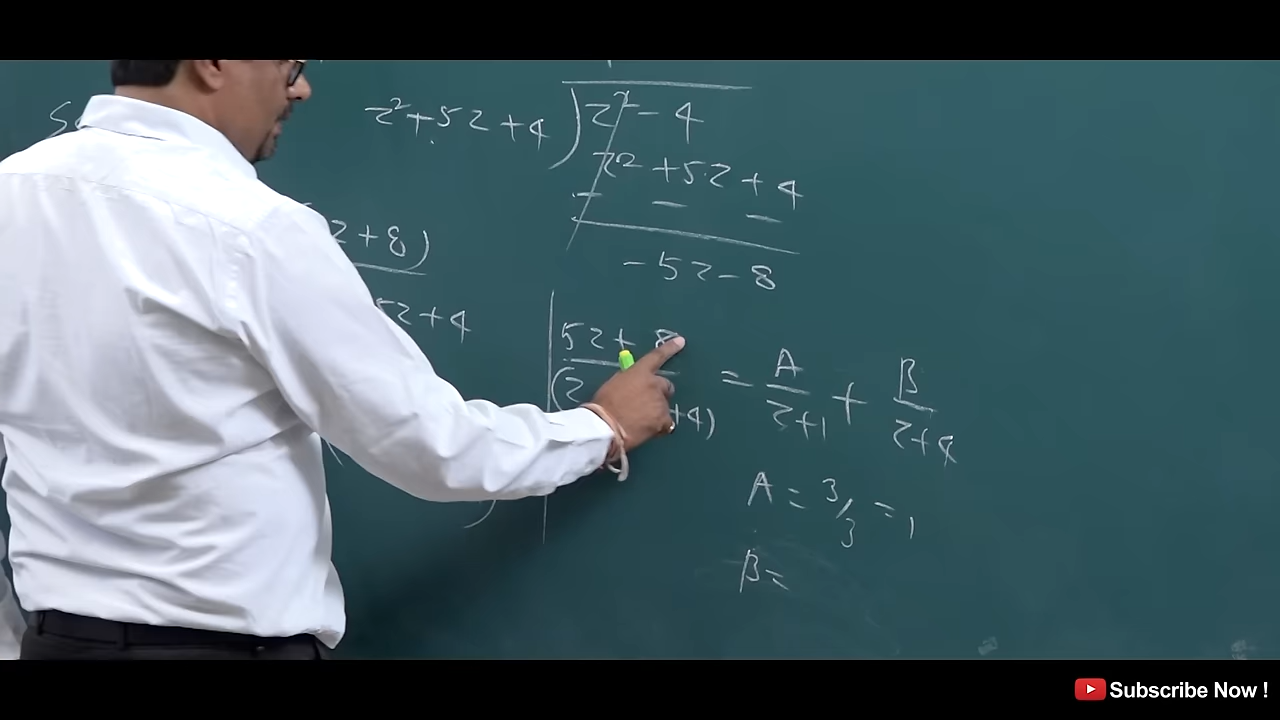 z²+5z+4 ) z² - 4
z² +5z +4
- - -
-5z-8
z+8)
5z+4
5z+ 8
(z +4)
= A/z+1 + B/z+4
A = 3/3 = 1
B=
Subscribe Now !